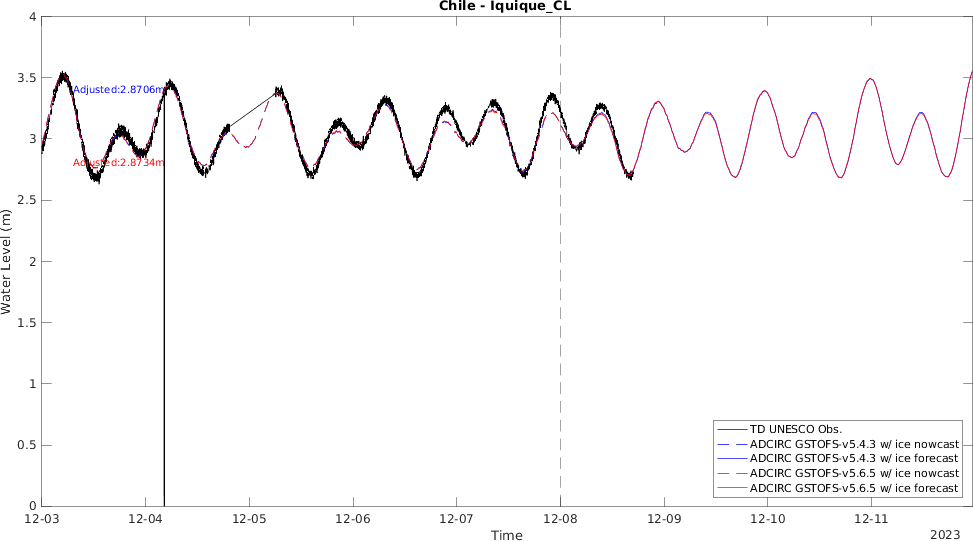 Chile - Iquique_CL
4
3.5
3
2.5
2
1.5
1
0.5
0
Water Level (m)
Adjusted:2.8706m
Adjusted:2.8734m
TD UNESCO Obs.
ADCIRC GSTOFS-v5.4.3 w/ ice nowcast
ADCIRC GSTOFS-v5.4.3 w/ ice forecast
ADCIRC GSTOFS-v5.6.5 w/ ice nowcast
ADCIRC GSTOFS-v5.6.5 w/ ice forecast
12-03 12-04 12-05 12-06 12-07 12-08 12-09 12-10 12-11
Time
2023